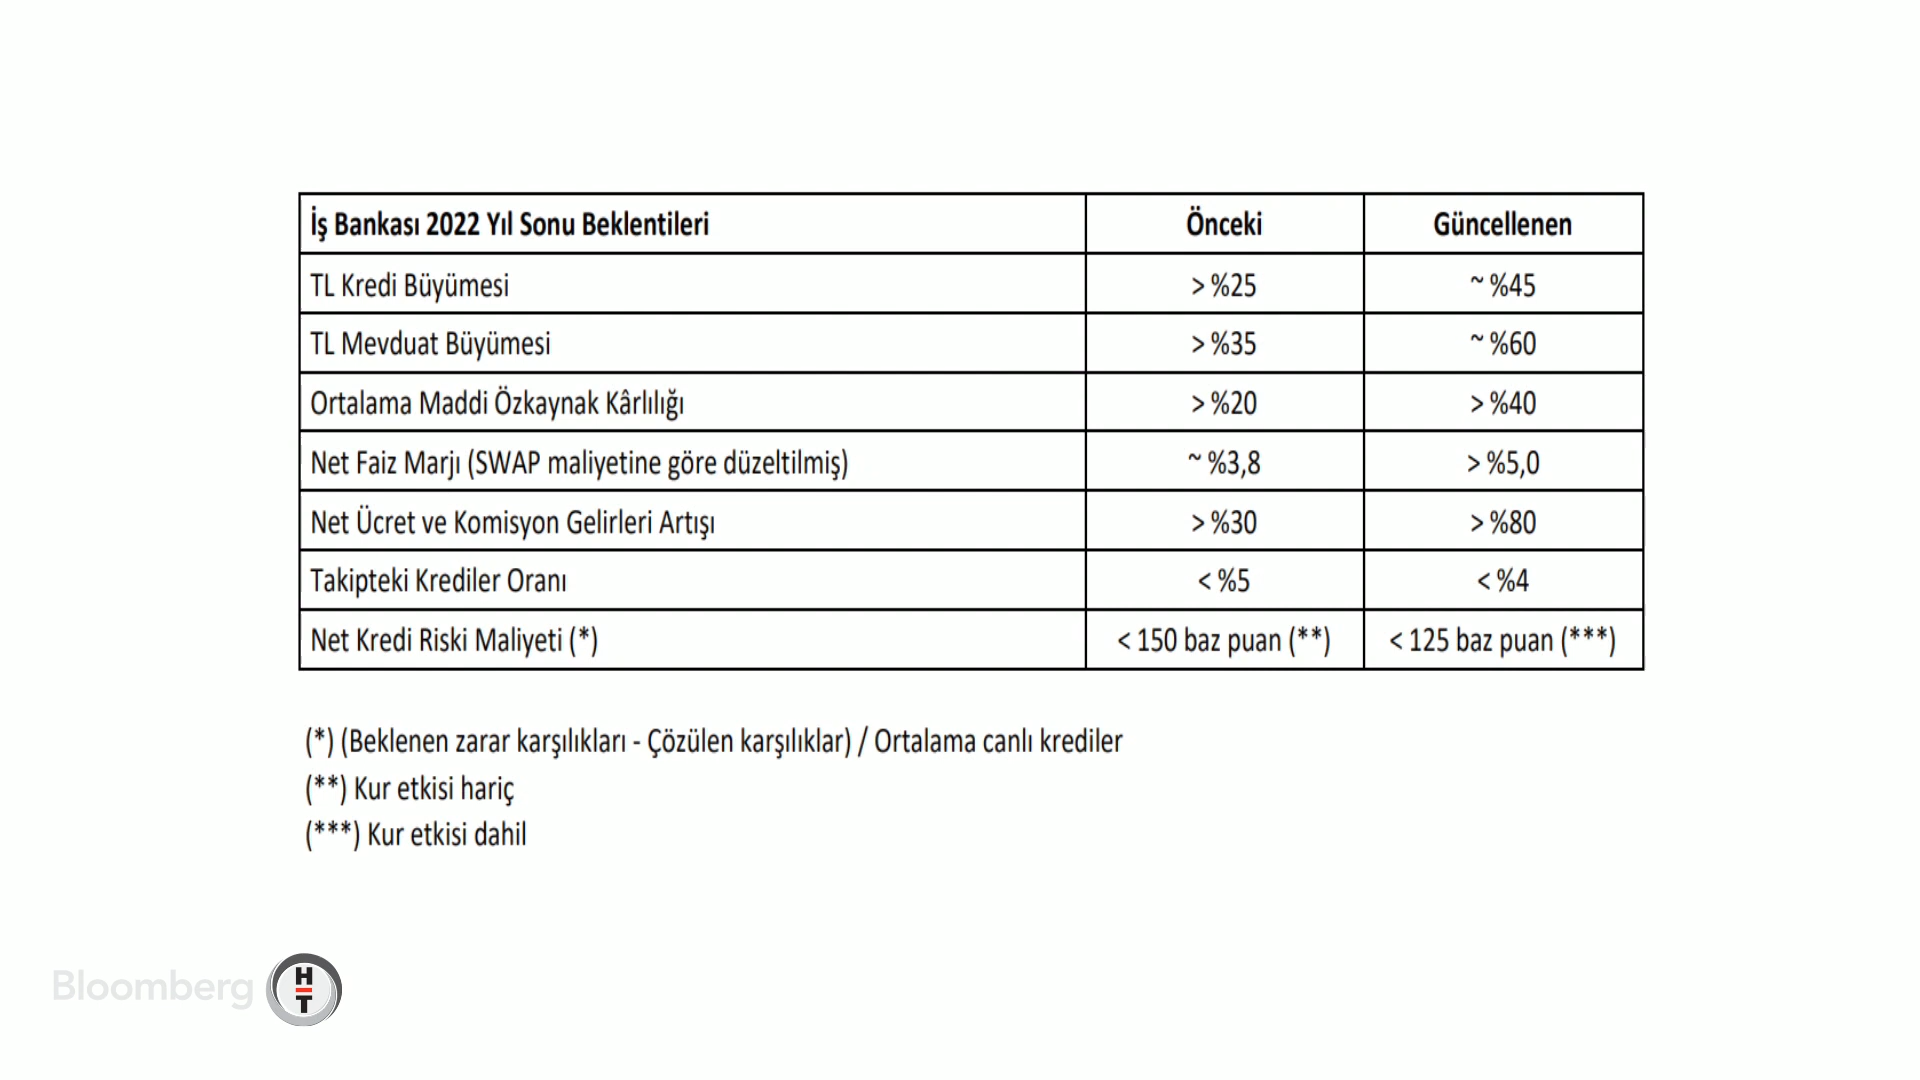 İş Bankası 2022 Yıl Sonu Beklentileri Önceki Güncellenen
TL Kredi Büyümesi > %25 ~ %45
TL Mevduat Büyümesi > %35 ~ %60
Ortalama Maddi Özkaynak Kârlılığı > %20 > %40
Net Faiz Marjı (SWAP maliyetine göre düzeltilmiş) ~ %3,8 > %5,0
Net Ücret ve Komisyon Gelirleri Artışı > %30 > %80
Takipteki Krediler Oranı < %5 < %4
Net Kredi Riski Maliyeti (*) < 150 baz puan (**) < 125 baz puan (***)
(*) (Beklenen zarar karşılıkları - Çözülen karşılıklar) / Ortalama canlı krediler
(**) Kur etkisi hariç
(***) Kur etkisi dahil
Bloomberg HT